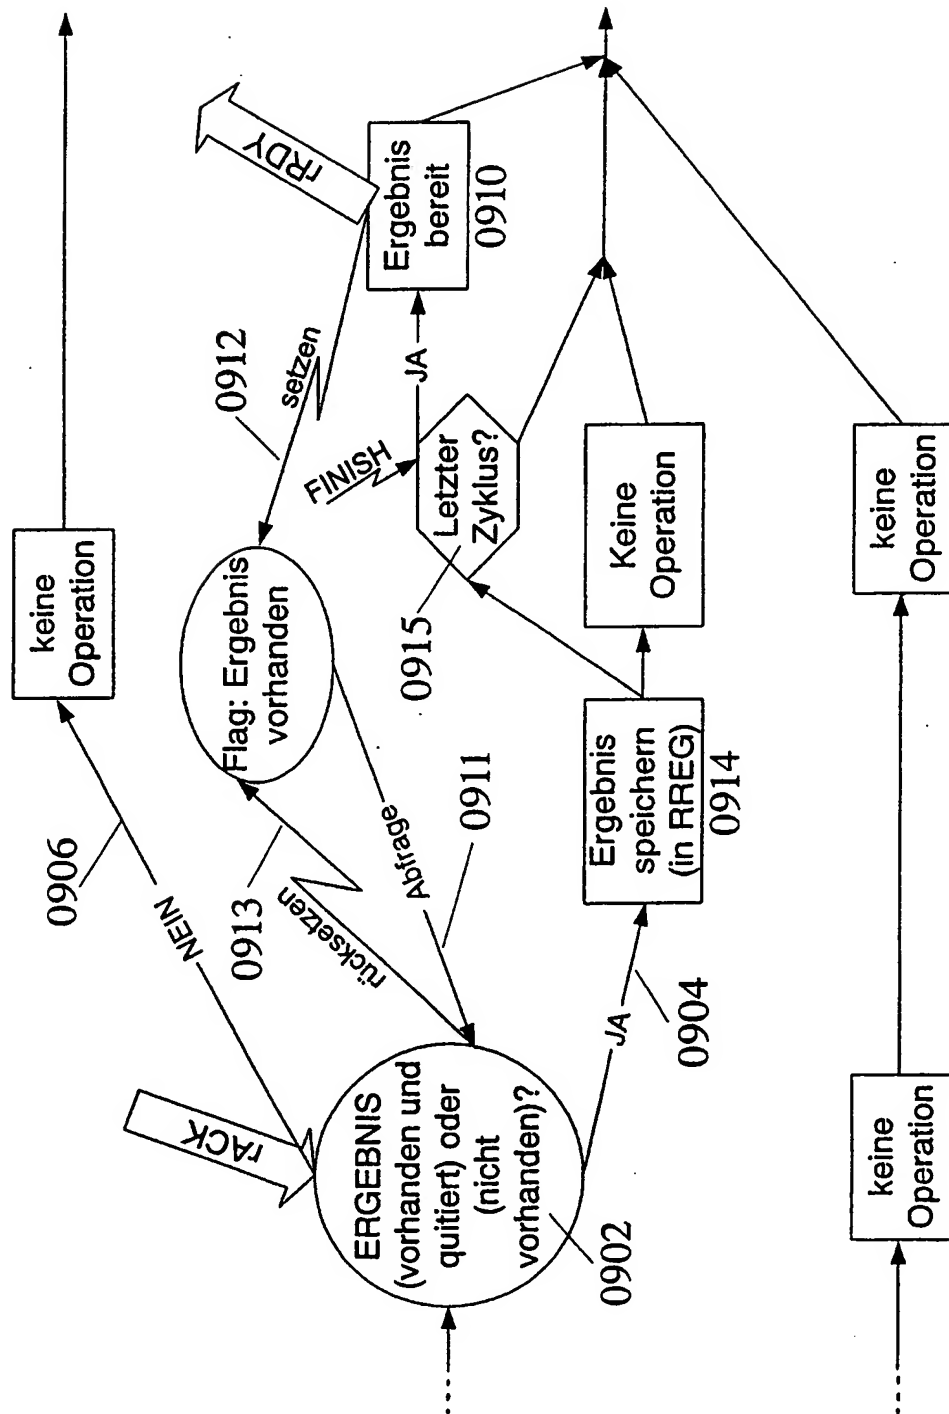 keine
Operation
0906
NEIN
rACK
rRDY
0912
setzen
Flag: Ergebnis
vorhanden
0913
rücksetzen
Abfrage
0911
ERGEBNIS
(vorhanden und
quitiert) oder
(nicht
vorhanden)?
0902
Ergebnis
bereit
0910
JA
FINISH
Letzter
Zyklus?
0915
JA
0904
Ergebnis
speichern
(in RREG)
0914
Keine
Operation
keine
Operation
keine
Operation